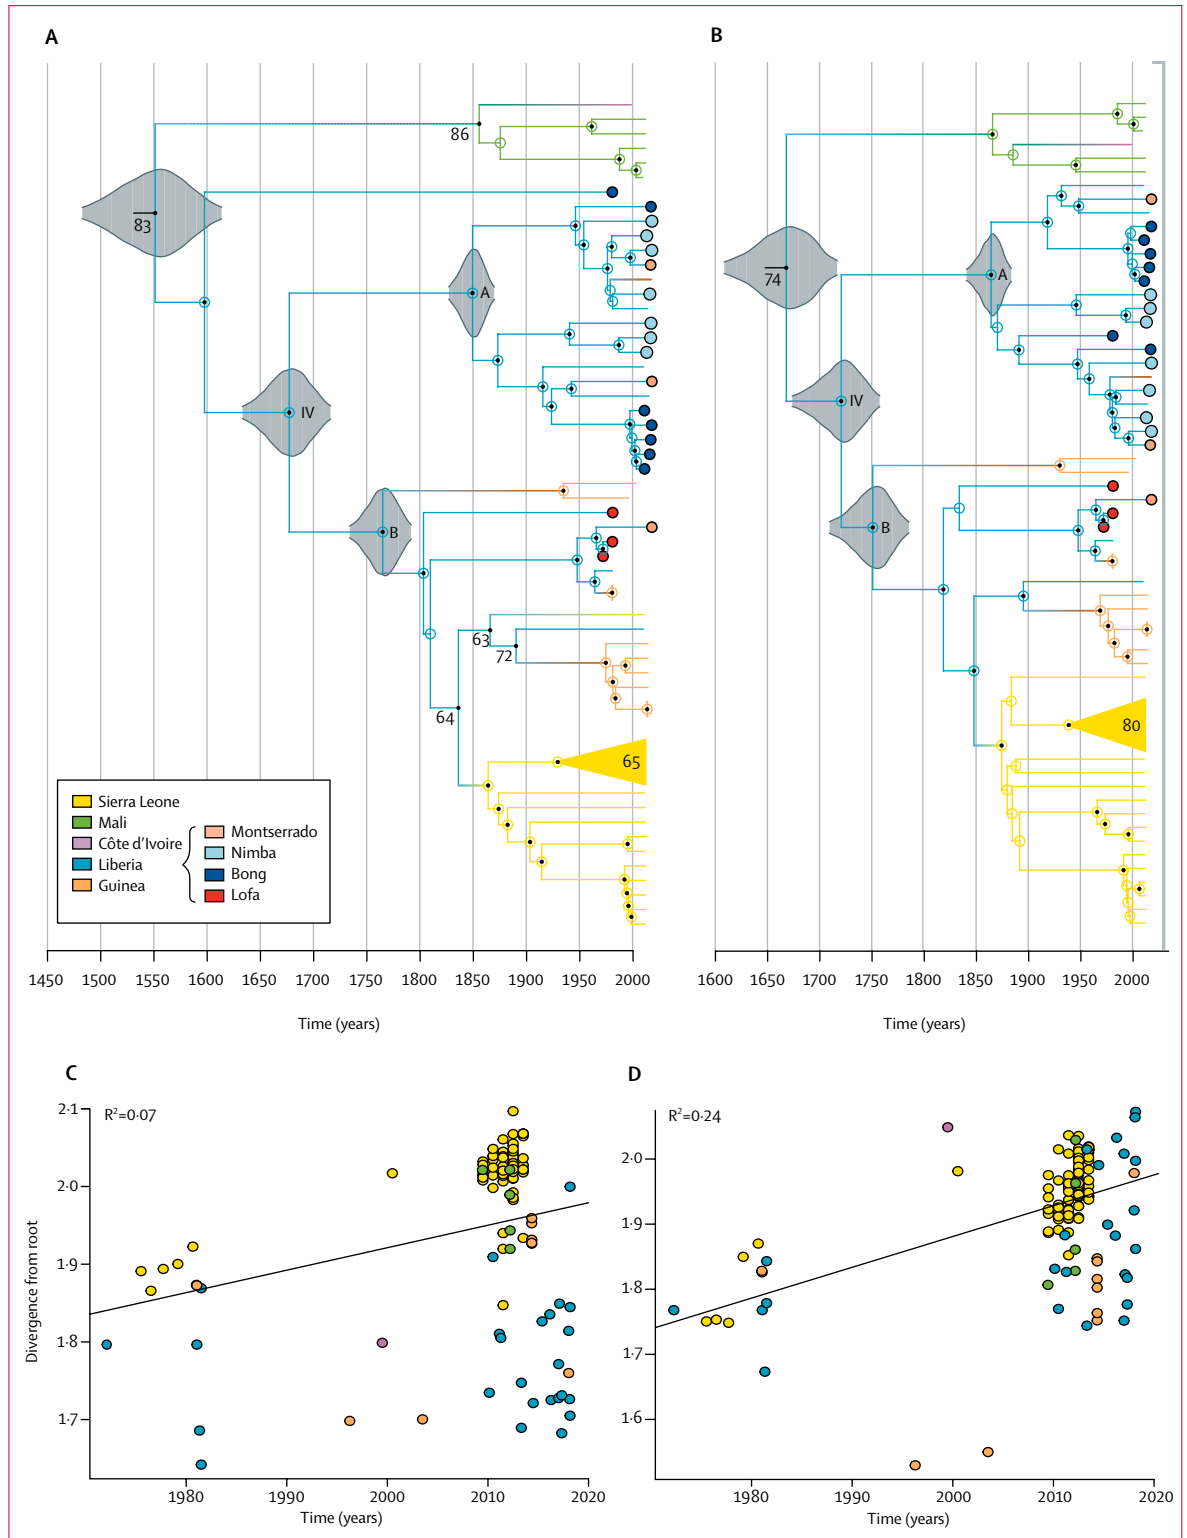 A
B
86
83
A
IV
B
63
72
64
65
74
A
IV
B
80
Sierra Leone
Mali
Côte d'Ivoire
Liberia
Guinea
Montserrado
Nimba
Bong
Lofa
1450 1500 1550 1600 1650 1700 1750 1800 1850 1900 1950 2000
Time (years)
1600 1650 1700 1750 1800 1850 1900 1950 2000
Time (years)
C
R²=0·07
2·1
2·0
1·9
1·8
1·7
Divergence from root
1980 1990 2000 2010 2020
Time (years)
D
R²=0·24
2·0
1·9
1·8
1·7
1·6
1980 1990 2000 2010 2020
Time (years)